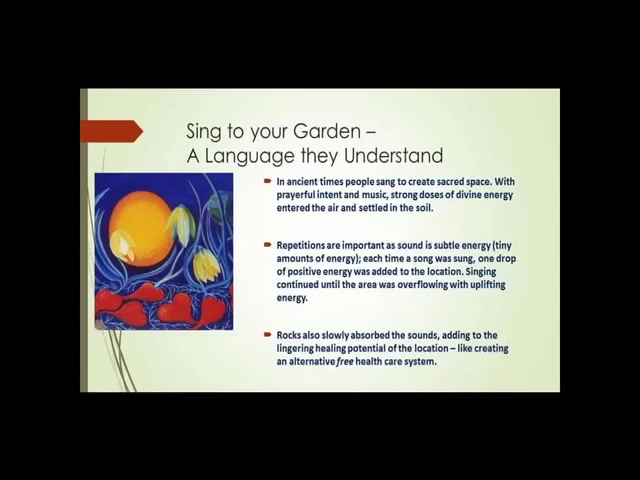 Sing to your Garden –
A Language they Understand
In ancient times people sang to create sacred space. With
prayerful intent and music, strong doses of divine energy
entered the air and settled in the soil.
Repetitions are important as sound is subtle energy (tiny
amounts of energy); each time a song was sung, one drop
of positive energy was added to the location. Singing
continued until the area was overflowing with uplifting
energy.
Rocks also slowly absorbed the sounds, adding to the
lingering healing potential of the location – like creating
an alternative free health care system.